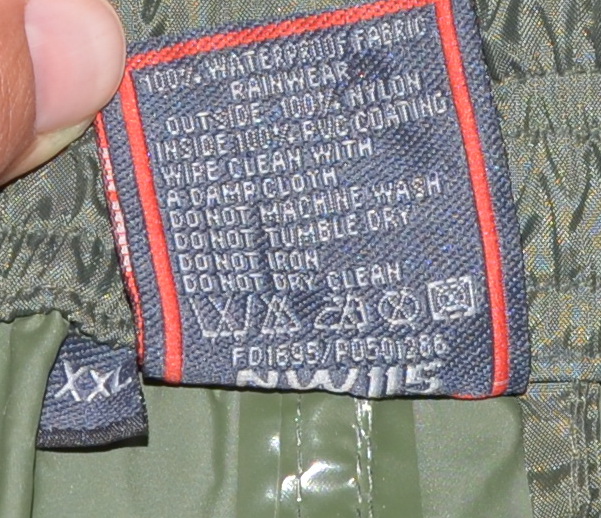 100% WATERPROOF FABRIC
RAINWEAR
OUTSIDE 100% NYLON
INSIDE 100% PVC COATING
WIPE CLEAN WITH
A DAMP CLOTH
DO NOT MACHINE WASH
DO NOT TUMBLE DRY
DO NOT IRON
DO NOT DRY CLEAN
FD1695/P0501286
NW115
XXL